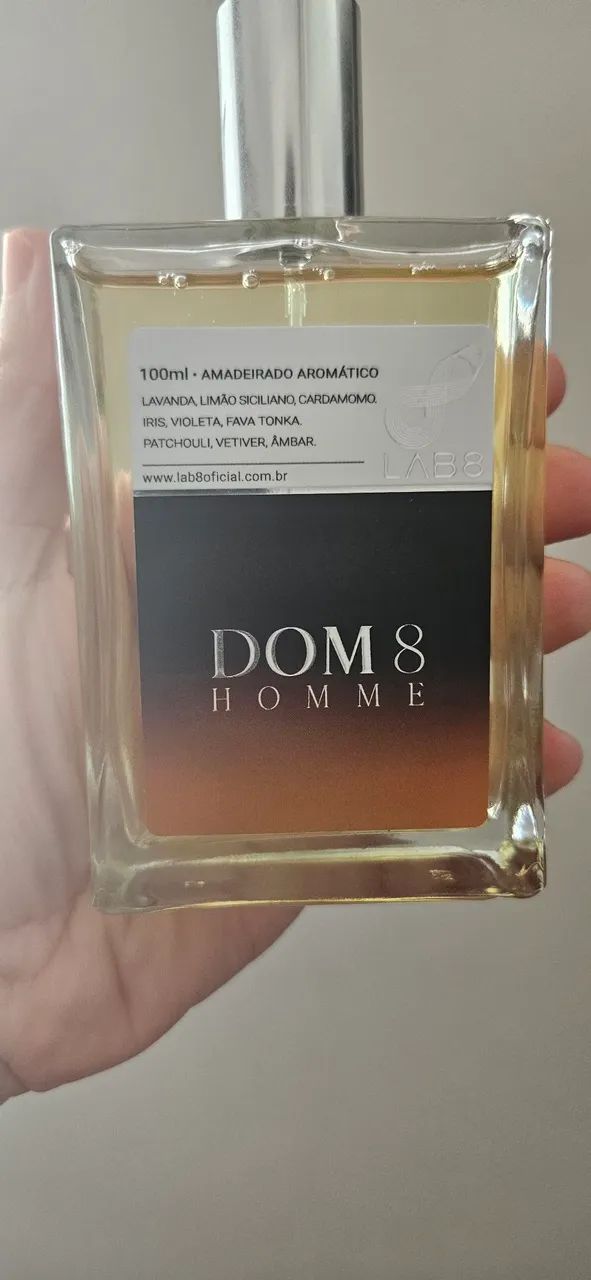 100ml • AMADEIRADO AROMÁTICO
LAVANDA, LIMÃO SICILIANO, CARDAMOMO.
IRIS, VIOLETA, FAVA TONKA.
PATCHOULI, VETIVER, ÂMBAR.
LAB8
www.lab8oficial.com.br
DOM 8
HOMME